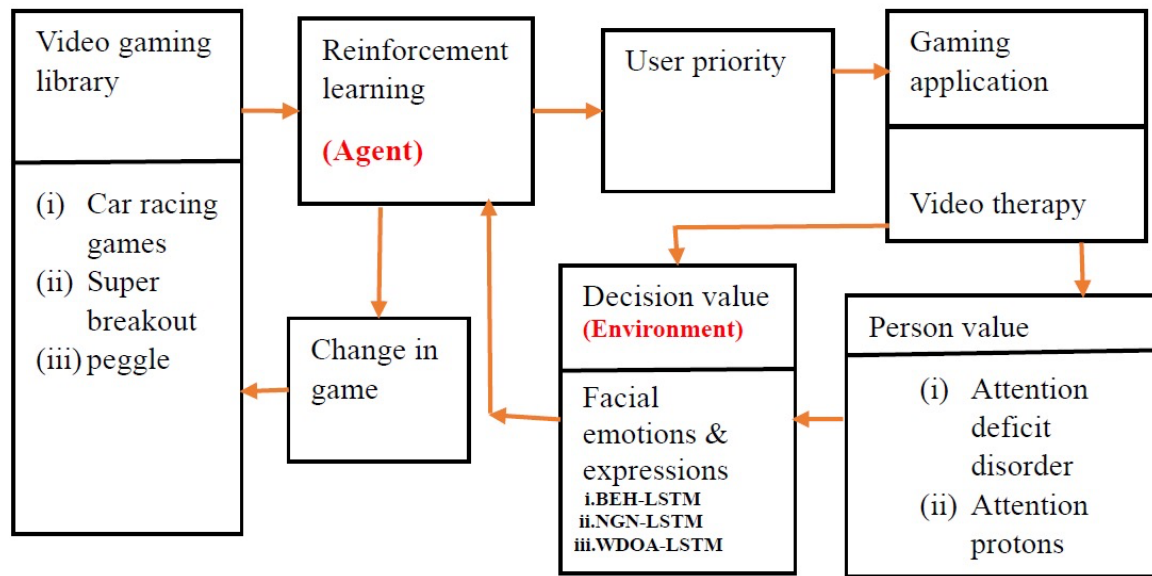 Video gaming
library
(i) Car racing
games
(ii) Super
breakout
(iii) peggle
Reinforcement
learning
(Agent)
User priority
Gaming
application
Video therapy
Change in
game
Decision value
(Environment)
Facial
emotions &
expressions
i.BEH-LSTM
ii.NGN-LSTM
iii.WDOA-LSTM
Person value
(i) Attention
deficit
disorder
(ii) Attention
protons